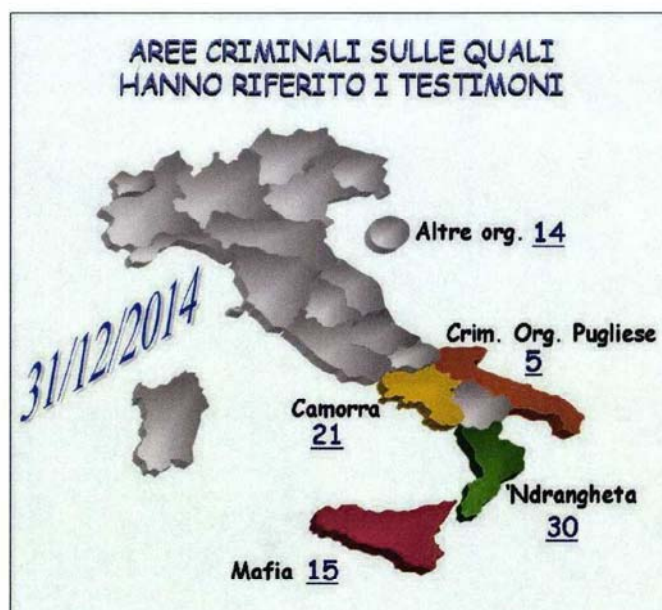 AREE CRIMINALI SULLE QUALI
HANNO RIFERITO I TESTIMONI
Altre org. 14
31/12/2014
Crim. Org. Pugliese
5
Camorra
21
'Ndrangheta
30
Mafia 15